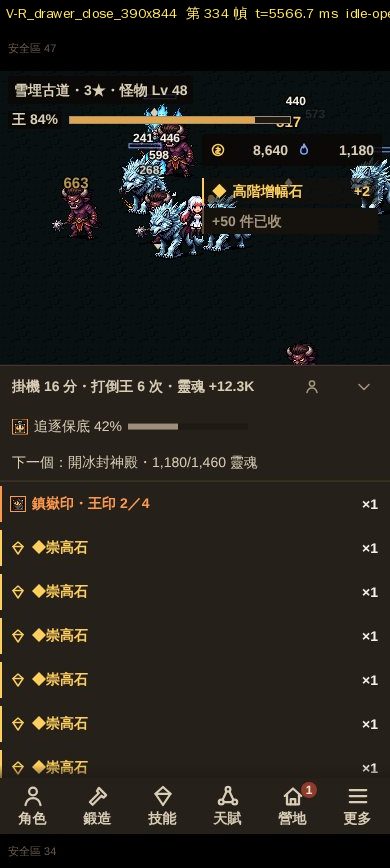 V-R_drawer_close_390x844 第 334 幀 t=5566.7 ms idle-ope
安全區 47
雪埋古道・3★・怪物 Lv 48
440
王 84%
573
817
241
446
598
268
8,640
1,180
663
◆ 高階增幅石 +2
+50 件已收
掛機 16 分・打倒王 6 次・靈魂 +12.3K
追逐保底 42%
下一個：開冰封神殿・1,180/1,460 靈魂
鎮嶽印・王印 2／4 ×1
◆崇高石 ×1
◆崇高石 ×1
◆崇高石 ×1
◆崇高石 ×1
◆崇高石 ×1
◆崇高石 ×1
1
角色 鍛造 技能 天賦 營地 更多
安全區 34